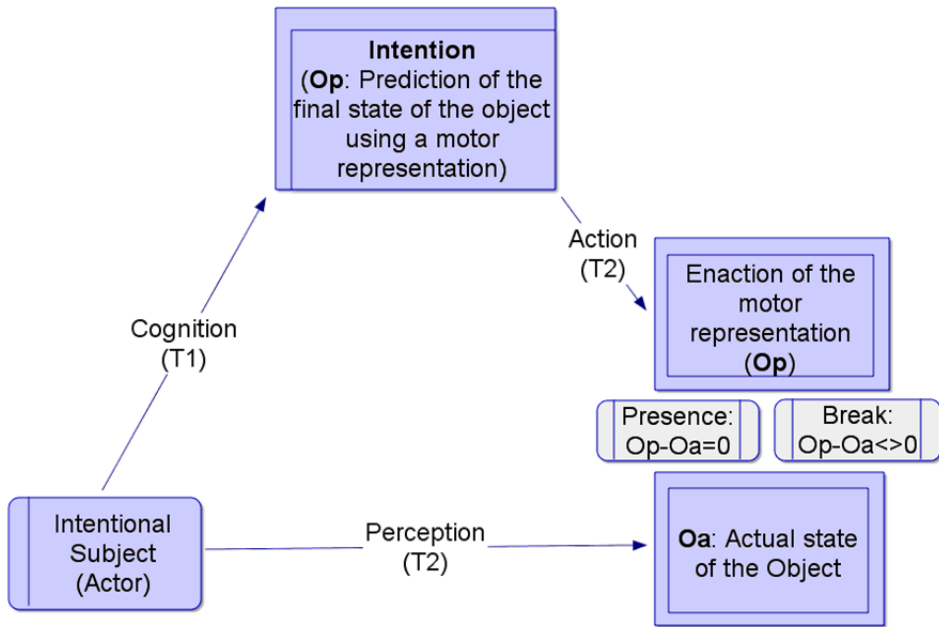 Intention
(Op: Prediction of the
final state of the object
using a motor
representation)
Action
(T2)
Enaction of the
motor
representation
(Op)
Cognition
(T1)
Presence:
Op-Oa=0
Break:
Op-Oa<>0
Intentional
Subject
(Actor)
Perception
(T2)
Oa: Actual state
of the Object